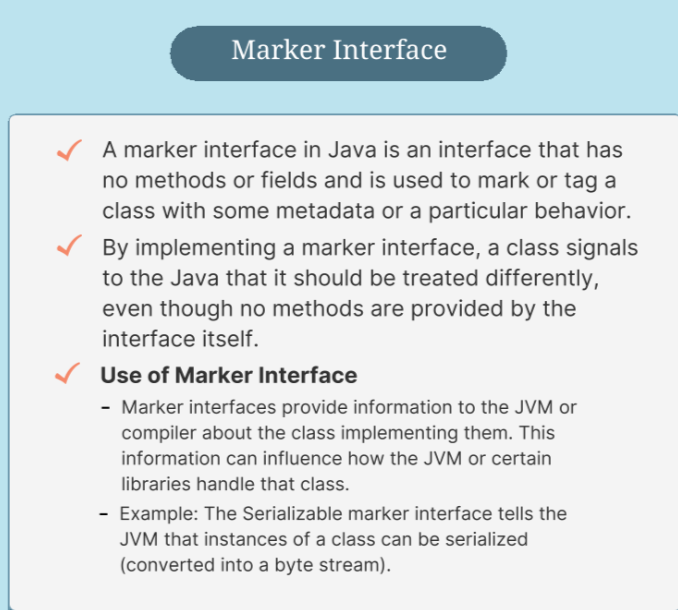 Marker Interface
A marker interface in Java is an interface that has
no methods or fields and is used to mark or tag a
class with some metadata or a particular behavior.
By implementing a marker interface, a class signals
to the Java that it should be treated differently,
even though no methods are provided by the
interface itself.
Use of Marker Interface
- Marker interfaces provide information to the JVM or
compiler about the class implementing them. This
information can influence how the JVM or certain
libraries handle that class.
- Example: The Serializable marker interface tells the
JVM that instances of a class can be serialized
(converted into a byte stream).